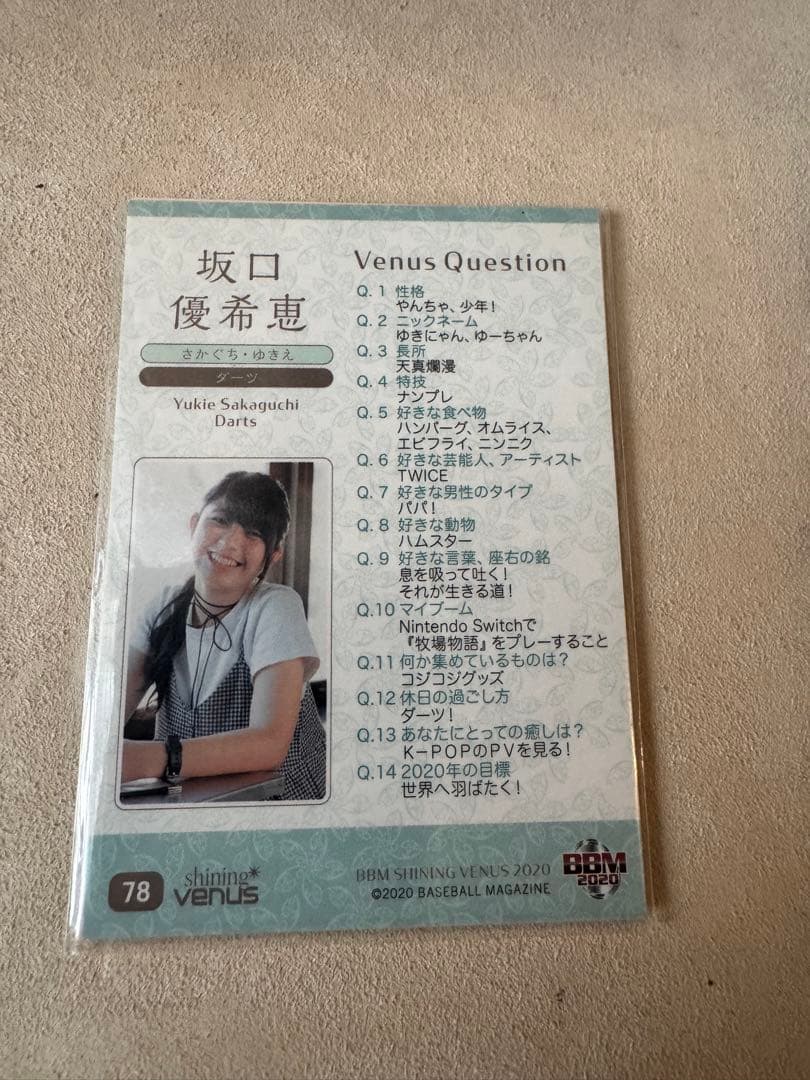 坂口
優希恵
さかぐち・ゆきえ
ダーツ
Yukie Sakaguchi
Darts
Venus Question
Q. 1 性格
やんちゃ、少年！
Q. 2 ニックネーム
ゆきにゃん、ゆーちゃん
Q. 3 長所
天真爛漫
Q. 4 特技
ナンプレ
Q. 5 好きな食べ物
ハンバーグ、オムライス、
エビフライ、ニンニク
Q. 6 好きな芸能人、アーティスト
TWICE
Q. 7 好きな男性のタイプ
パパ！
Q. 8 好きな動物
ハムスター
Q. 9 好きな言葉、座右の銘
息を吸って吐く！
それが生きる道！
Q.10 マイブーム
Nintendo Switchで
『牧場物語』をプレーすること
Q.11 何か集めているものは？
コジコジグッズ
Q.12 休日の過ごし方
ダーツ！
Q.13 あなたにとっての癒しは？
K-POPのPVを見る！
Q.14 2020年の目標
世界へ羽ばたく！
78
shining*
venus
BBM SHINING VENUS 2020
©2020 BASEBALL MAGAZINE
BBM
2020